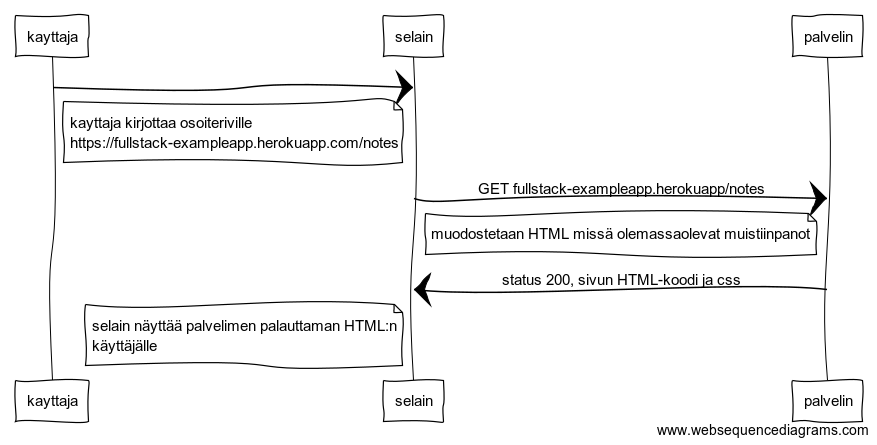 kayttaja
selain
palvelin
kayttaja kirjottaa osoiteriville
https://fullstack-exampleapp.herokuapp.com/notes
GET fullstack-exampleapp.herokuapp/notes
muodostetaan HTML missä olemassaolevat muistiinpanot
status 200, sivun HTML-koodi ja css
selain näyttää palvelimen palauttaman HTML:n
käyttäjälle
kayttaja
selain
palvelin
www.websequencediagrams.com